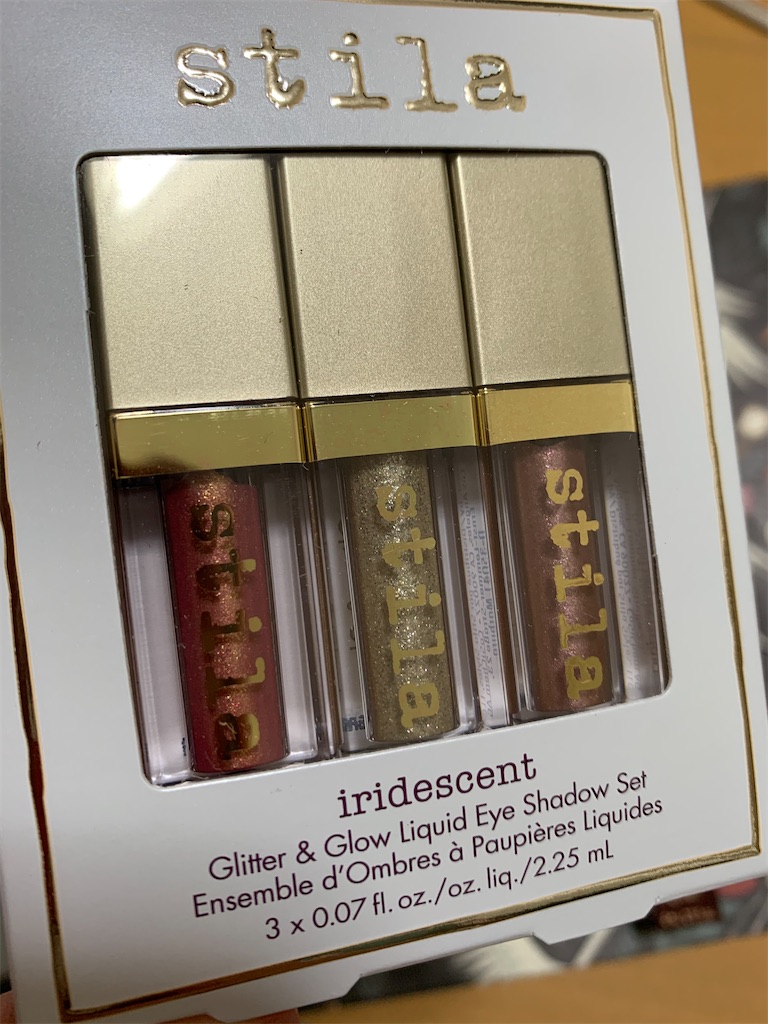 stila
stila
stila
stila
iridescent
Glitter & Glow Liquid Eye Shadow Set
Ensemble d'Ombres à Paupières Liquides
3 x 0.07 fl. oz./oz. liq./2.25 mL